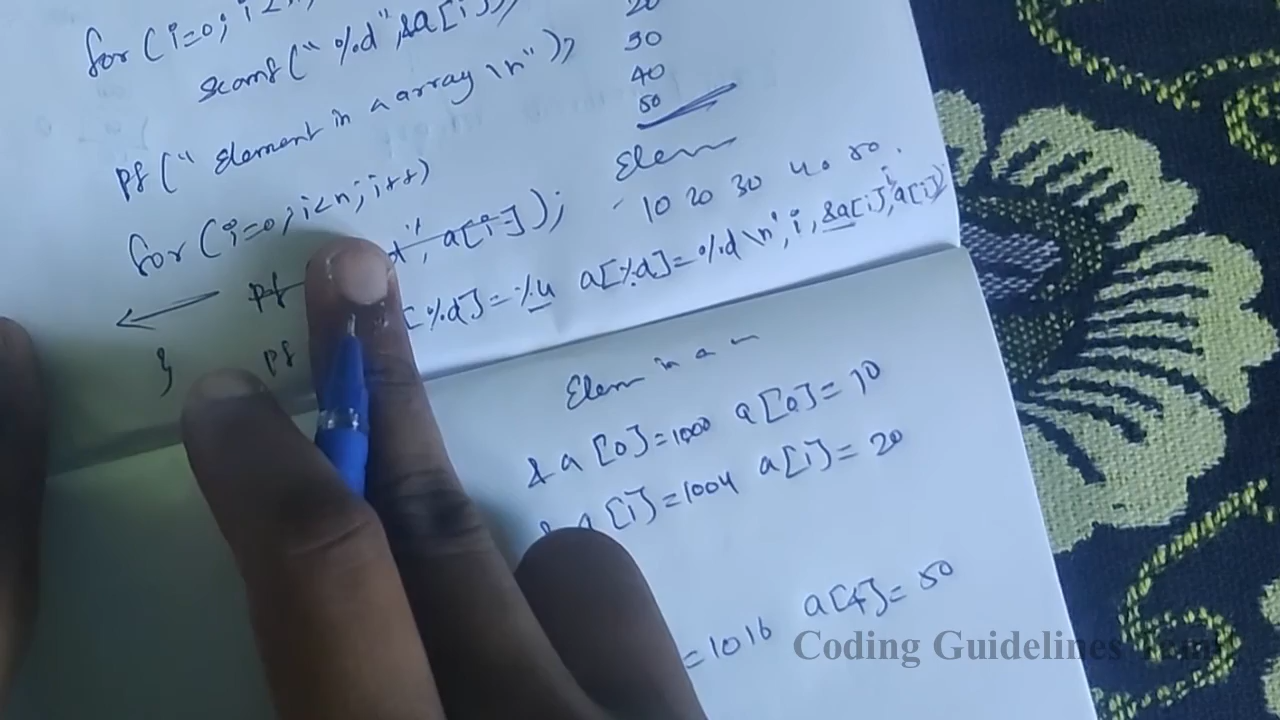 for (i=0; i<n;
scanf(" %d",&a[i]);
pf(" Element in a array \n");
for (i=0; i<n; i++)
pf d", a[i]);
} pf [%d]=%u a[%d]=%d\n", i, &a[i], i, a[i]
20
30
40
50
Elem
10 20 30 40 50.
Elem in a
&a[0]=1000 a[0]=10
&a[1]=1004 a[1]=20
=1016 a[4]=50
Coding Guidelines